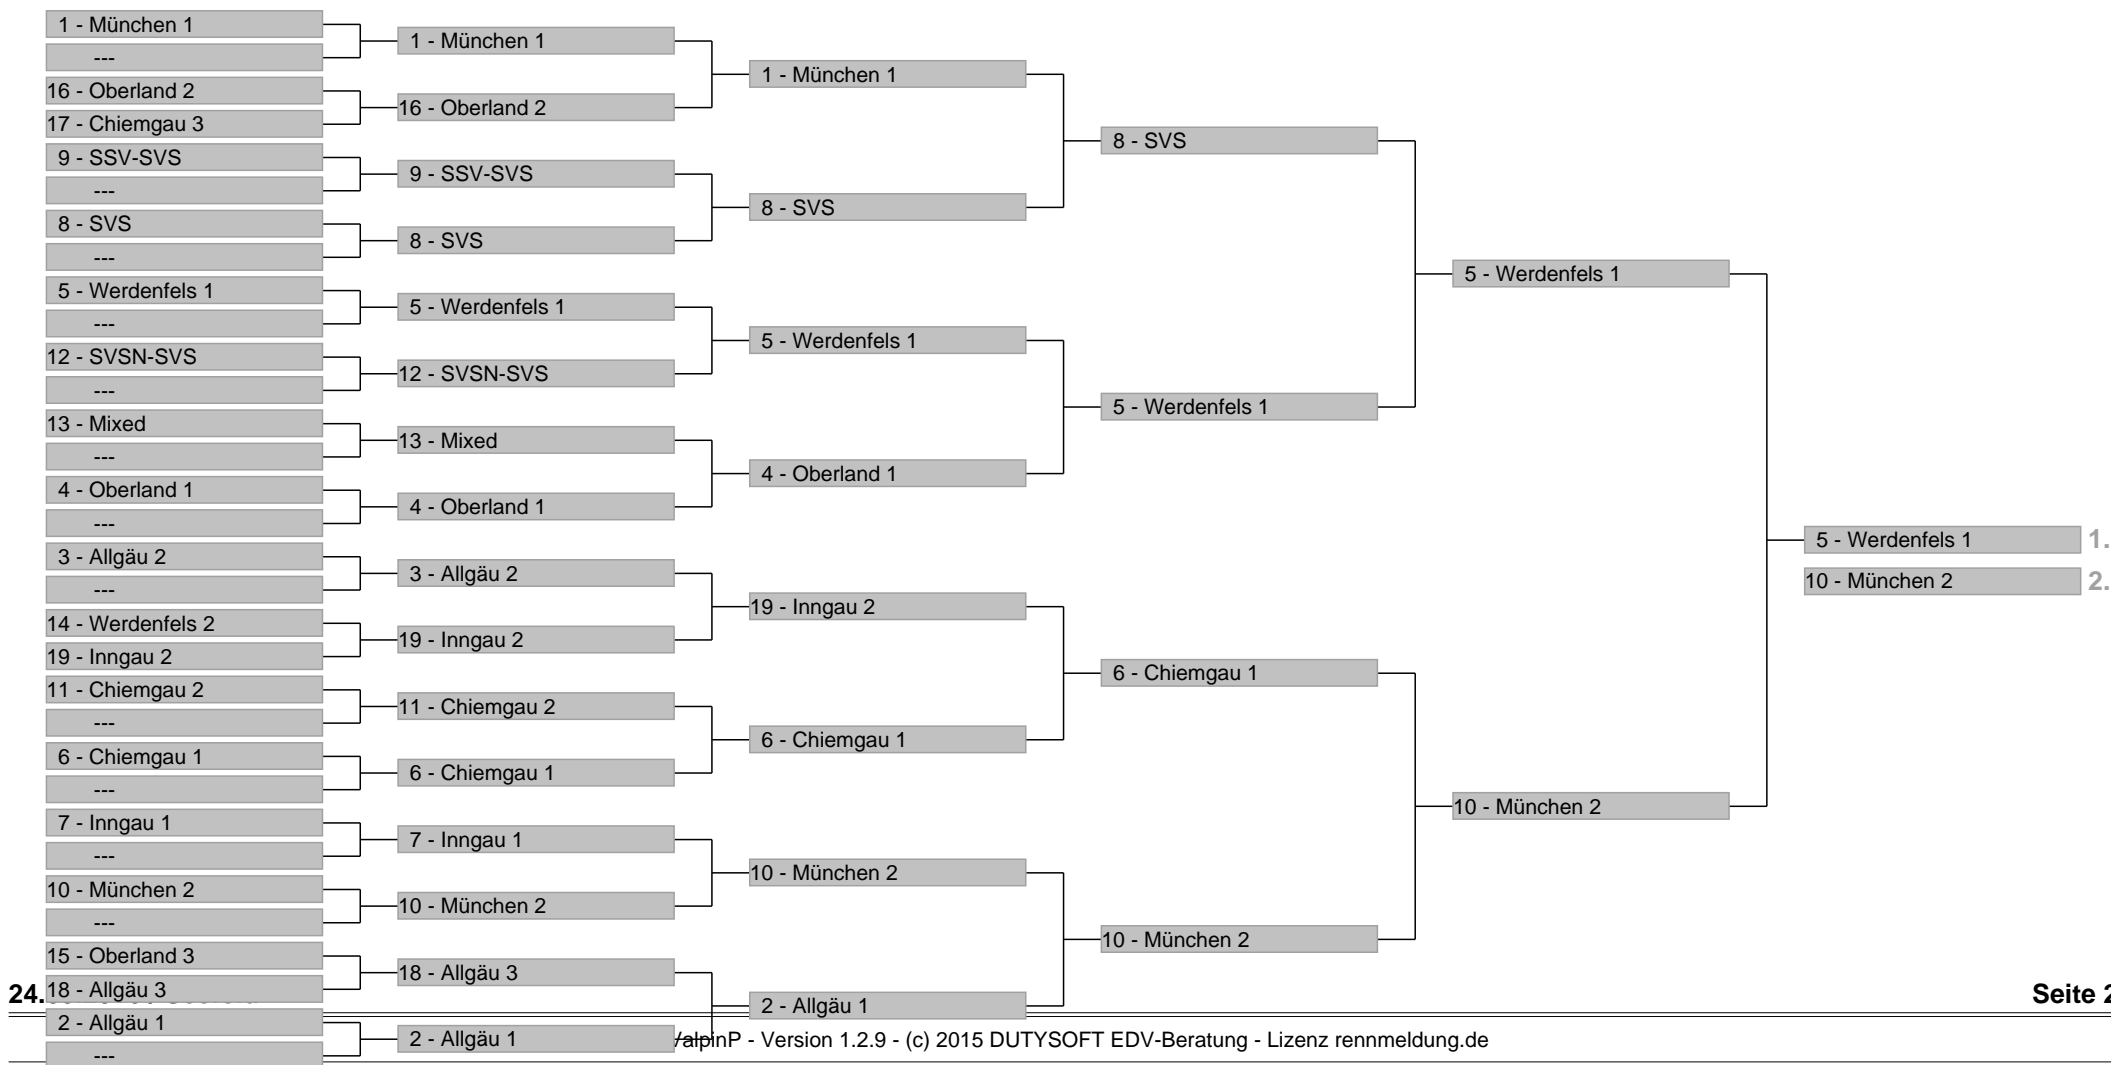 1 - München 1
---
16 - Oberland 2
17 - Chiemgau 3
9 - SSV-SVS
---
8 - SVS
---
5 - Werdenfels 1
---
12 - SVSN-SVS
---
13 - Mixed
---
4 - Oberland 1
---
3 - Allgäu 2
---
14 - Werdenfels 2
19 - Inngau 2
11 - Chiemgau 2
---
6 - Chiemgau 1
---
7 - Inngau 1
---
10 - München 2
---
15 - Oberland 3
18 - Allgäu 3
2 - Allgäu 1
---
1 - München 1
16 - Oberland 2
9 - SSV-SVS
8 - SVS
5 - Werdenfels 1
12 - SVSN-SVS
13 - Mixed
4 - Oberland 1
3 - Allgäu 2
19 - Inngau 2
11 - Chiemgau 2
6 - Chiemgau 1
7 - Inngau 1
10 - München 2
18 - Allgäu 3
2 - Allgäu 1
1 - München 1
8 - SVS
5 - Werdenfels 1
4 - Oberland 1
19 - Inngau 2
6 - Chiemgau 1
10 - München 2
2 - Allgäu 1
8 - SVS
5 - Werdenfels 1
6 - Chiemgau 1
10 - München 2
5 - Werdenfels 1
10 - München 2
5 - Werdenfels 1 1.
10 - München 2 2.
24.
Seite 2
- Version 1.2.9 - (c) 2015 DUTYSOFT EDV-Beratung - Lizenz rennmeldung.de